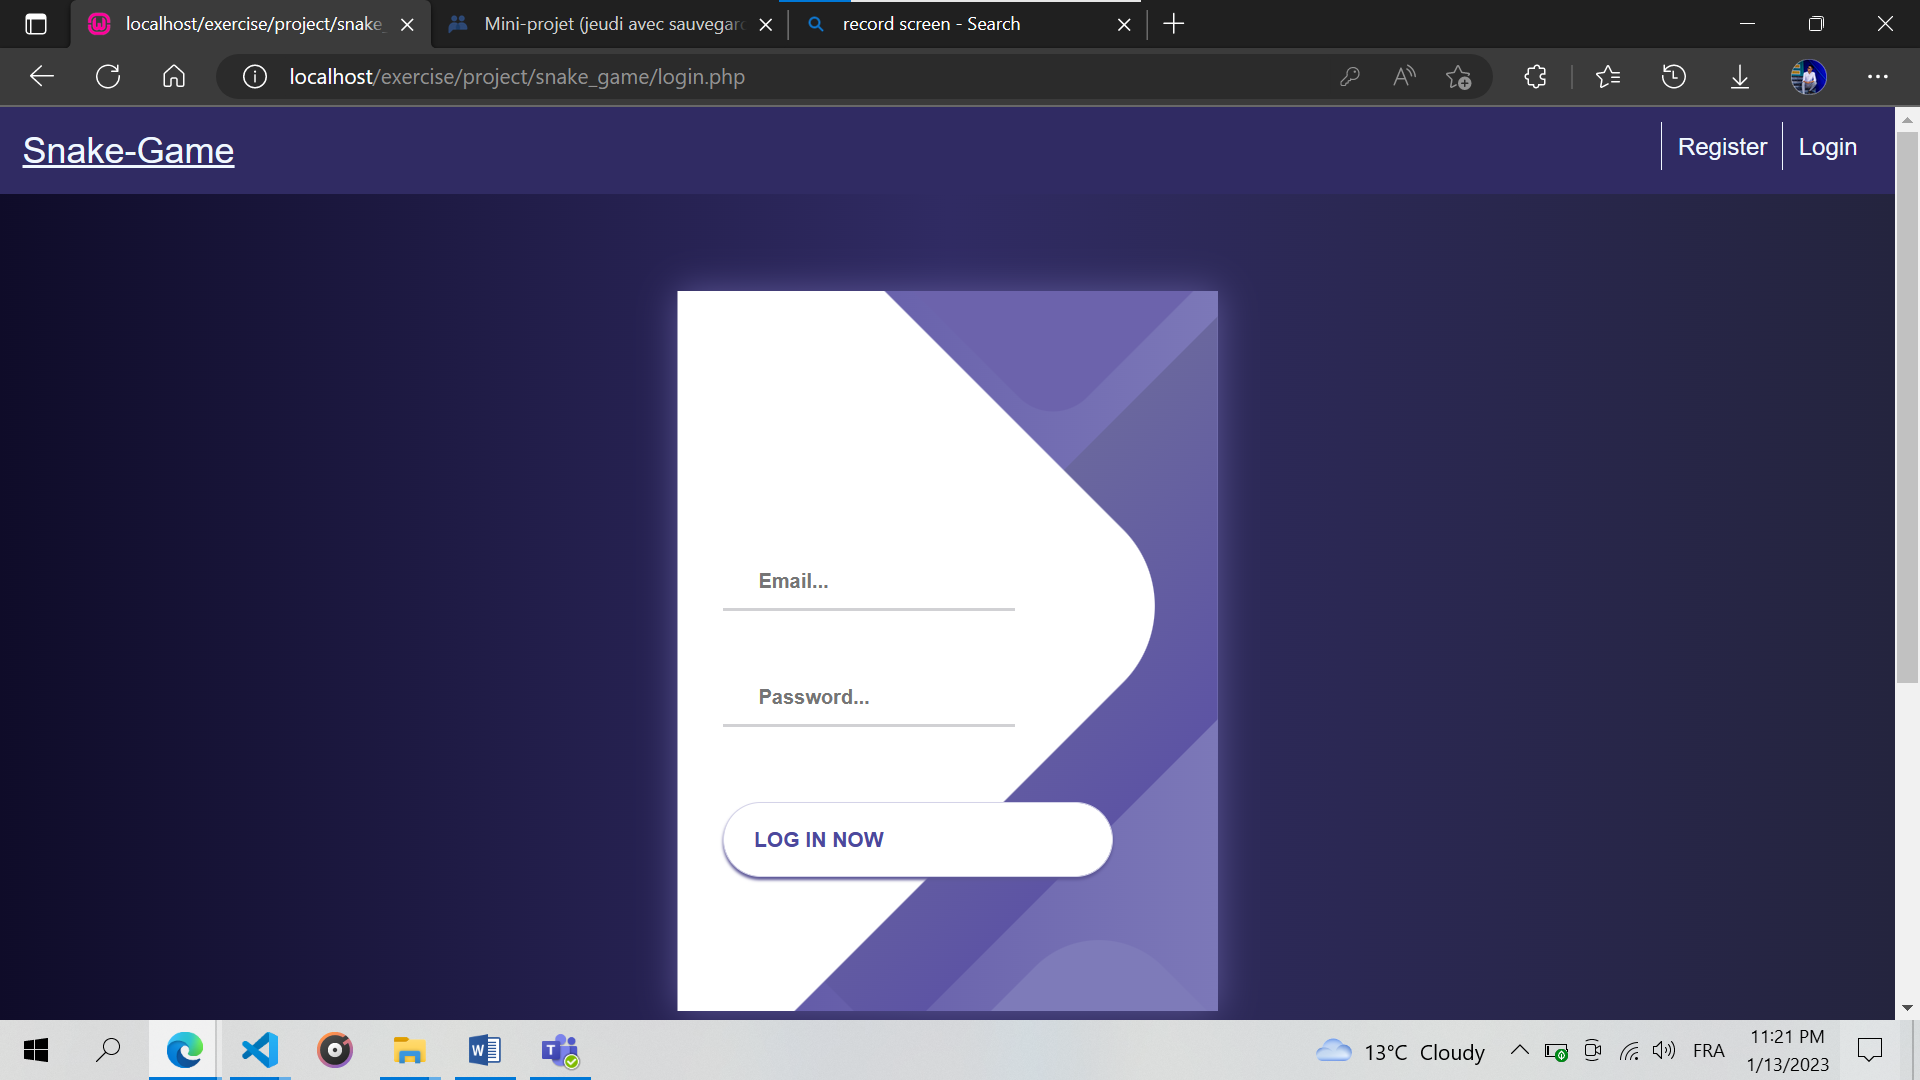 localhost/exercise/project/snake_
Mini-projet (jeudi avec sauvegar
record screen - Search
localhost/exercise/project/snake_game/login.php
Snake-Game
Register
Login
Email...
Password...
LOG IN NOW
13°C Cloudy
FRA
11:21 PM
1/13/2023